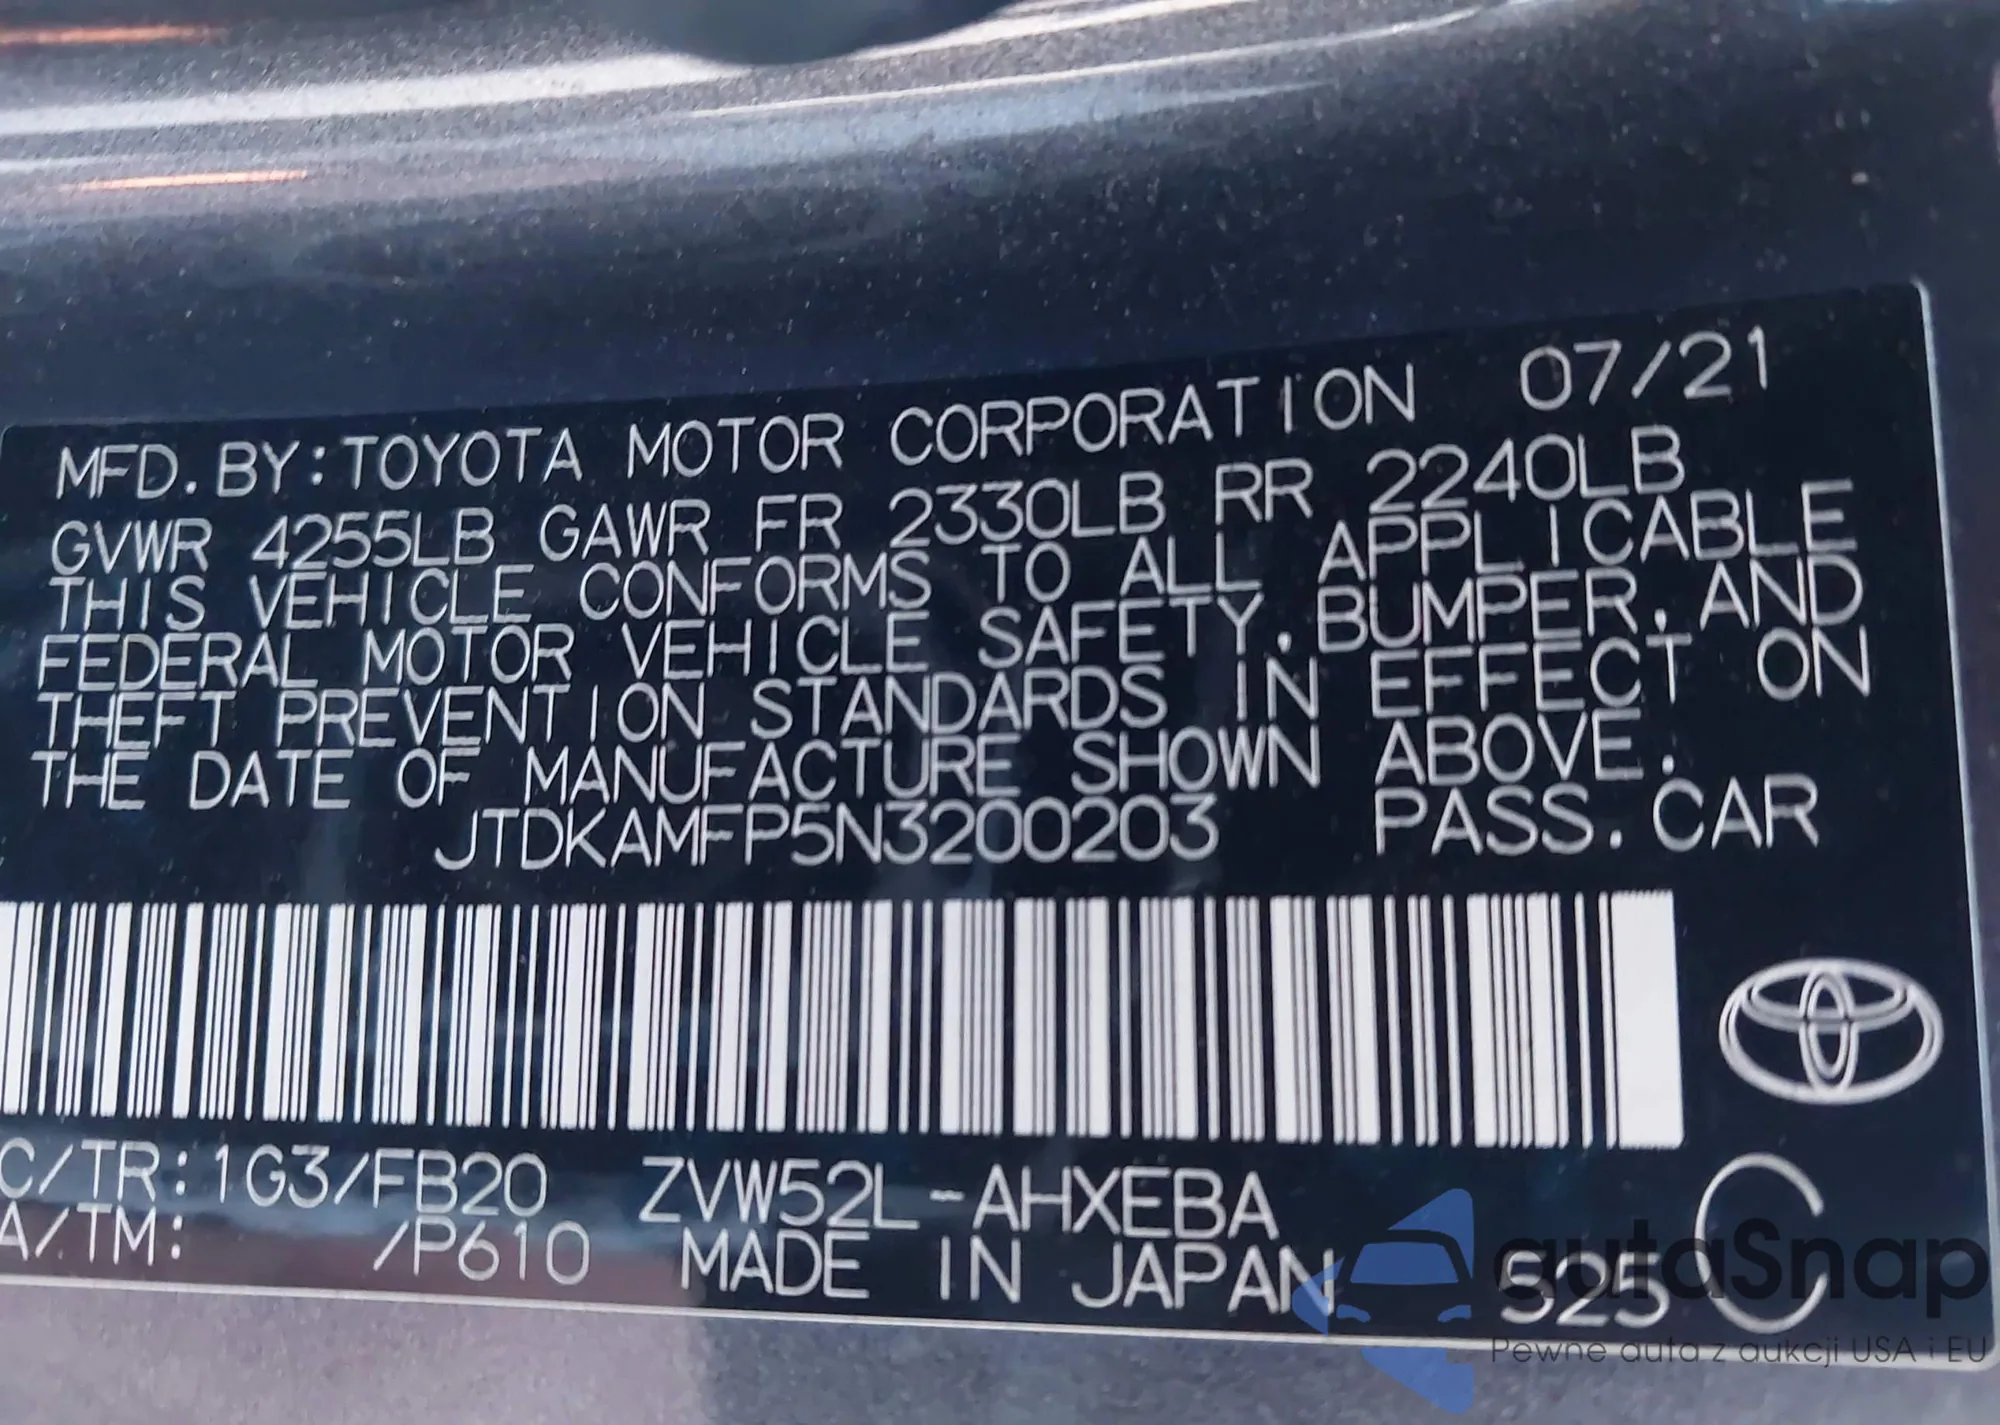 MFD. BY: TOYOTA MOTOR CORPORATION 07/21
GVWR 4255LB GAWR FR 2330LB RR 2240LB
THIS VEHICLE CONFORMS TO ALL APPLICABLE
FEDERAL MOTOR VEHICLE SAFETY, BUMPER, AND
THEFT PREVENTION STANDARDS IN EFFECT ON
THE DATE OF MANUFACTURE SHOWN ABOVE.
JTDKAMFP5N3200203 PASS. CAR
C/TR: 1G3/FB20 ZVW52L-AHXEBA
A/TM: /P610 MADE IN JAPAN 525 C
autaSnap
Pewne auta z aukcji USA i EU